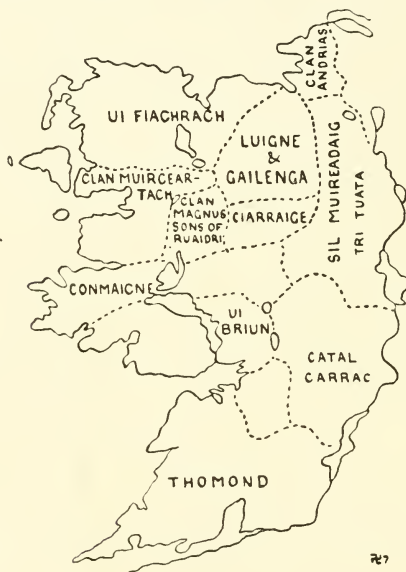 CLAN
ANDRIAS
UI FIACHRACH
LUIGNE
&
GAILENGA
CLAN MUIRCEAR-
TACH
CLAN
MAGNUS
SONS OF
RUAIDRI
CIARRAIGE
SIL MUIREADAIG
TRI TUATA
CONMAIGNE
UI
BRIUN
CATAL
CARRAC
THOMOND